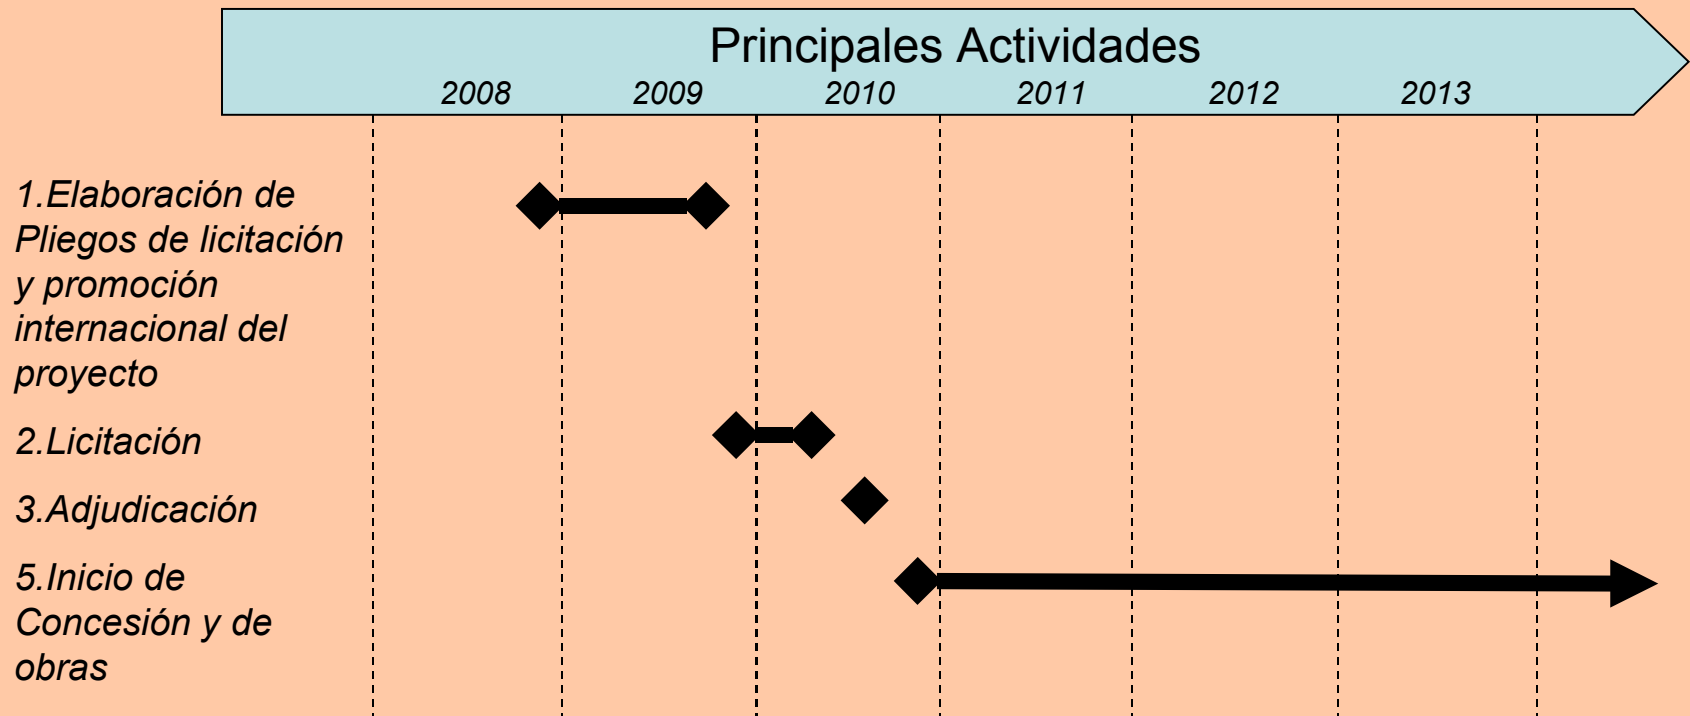 Principales Actividades
2008 2009 2010 2011 2012 2013
1.Elaboración de
Pliegos de licitación
y promoción
internacional del
proyecto
2.Licitación
3.Adjudicación
5.Inicio de
Concesión y de
obras